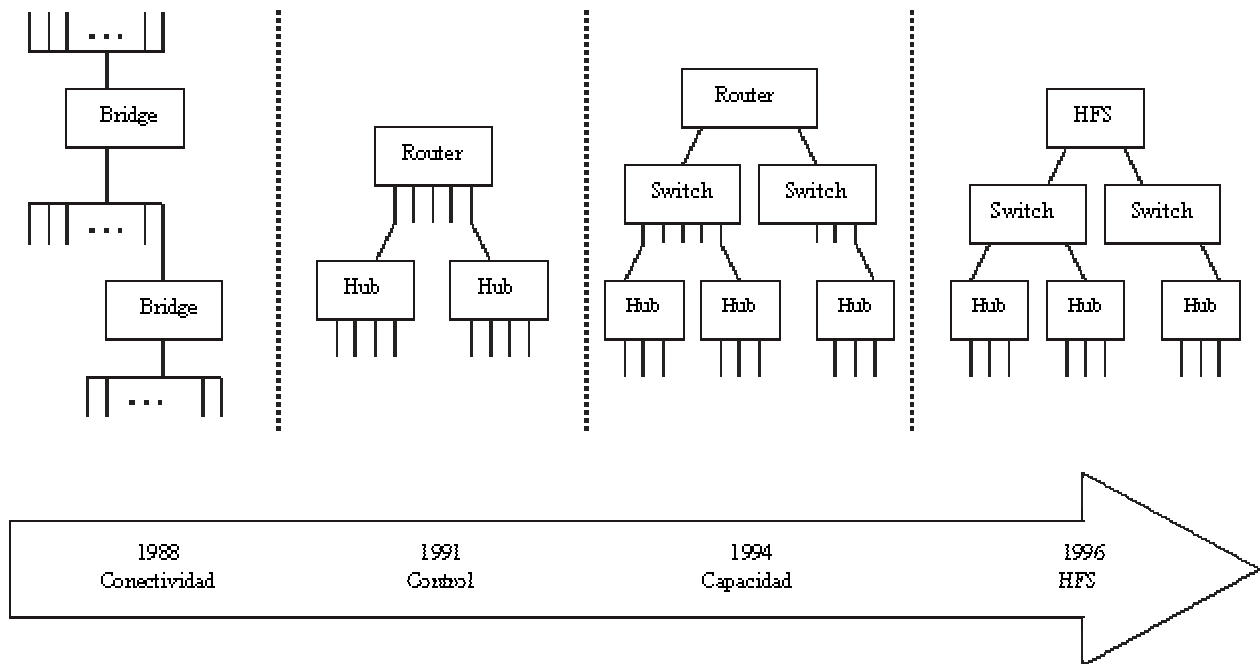 ...
Bridge
...
Bridge
...
Router
Hub Hub
Router
Switch Switch
Hub Hub Hub
HFS
Switch Switch
Hub Hub Hub
1988
Conectividad
1991
Control
1994
Capacidad
1996
HFS